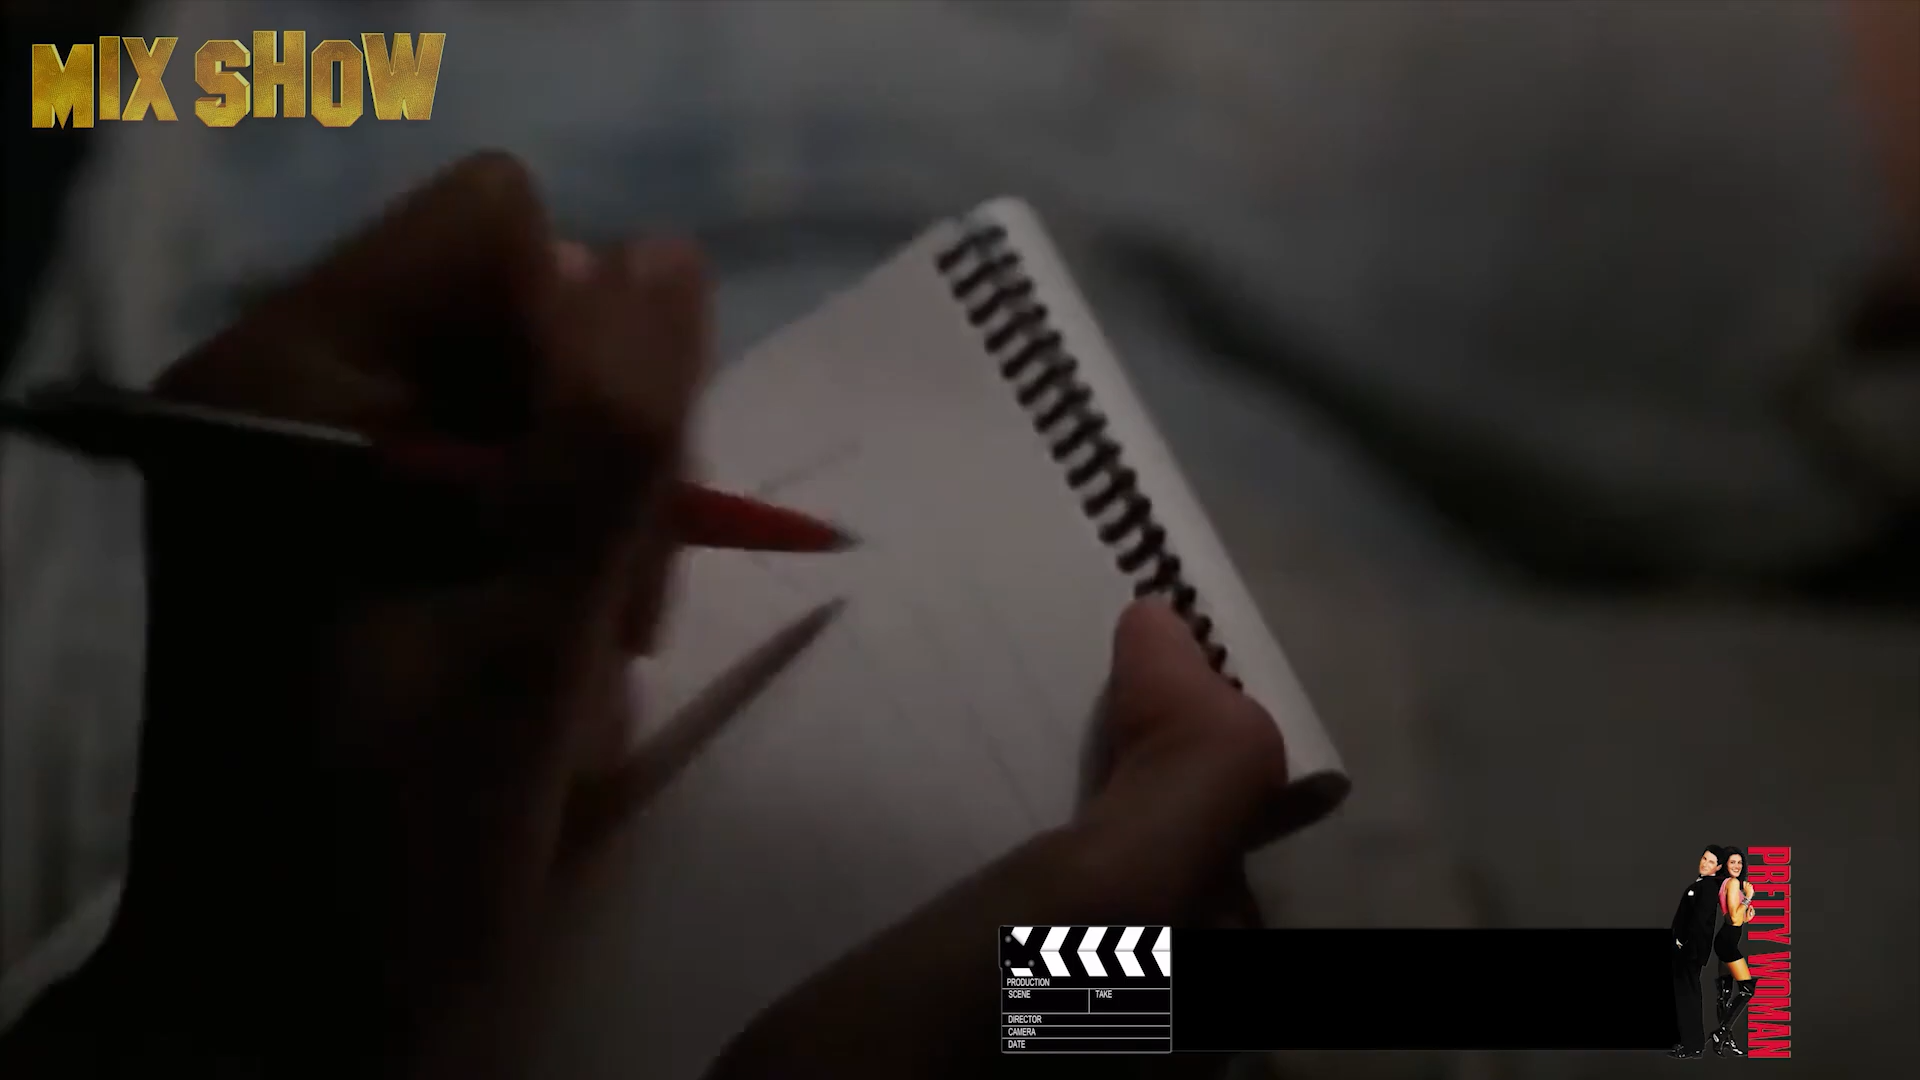 MIX SHOW
PRODUCTION
SCENE
TAKE
DIRECTOR
CAMERA
DATE
PRETTY WOMAN